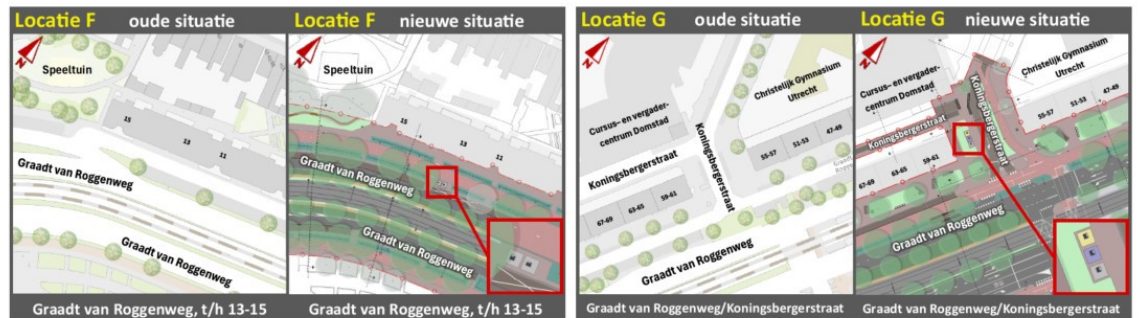 Locatie F oude situatie
Speeltuin
15
13
11
Graadt van Roggenweg
Graadt van Roggenweg
N
Graadt van Roggenweg, t/h 13-15
Locatie F nieuwe situatie
Speeltuin
15
13
11
Graadt van Roggenweg
Graadt van Roggenweg
N
Graadt van Roggenweg, t/h 13-15
Locatie G oude situatie
Christelijk Gymnasium
Utrecht
Cursus- en vergader-
centrum Domstad
Koningsbergerstraat
47-49
51-53
55-57
Koningsbergerstraat
59-61
63-65
67-69
Graadt van Roggenweg
N
Graadt van Roggenweg/Koningsbergerstraat
Locatie G nieuwe situatie
Christelijk Gymnasium
Utrecht
Cursus- en vergader-
centrum Domstad
Koningsbergerstraat
47-49
51-53
55-57
Koningsbergerstraat
59-61
63-65
67-69
Graadt van Roggenweg
N
Graadt van Roggenweg/Koningsbergerstraat